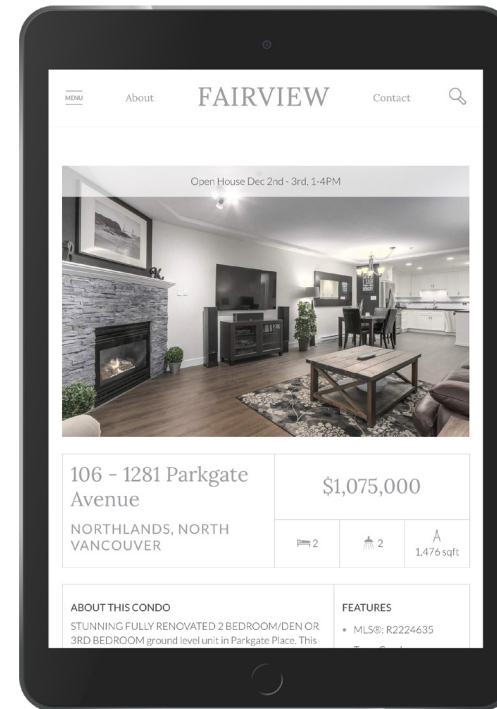 MENU About FAIRVIEW Contact
Open House Dec 2nd - 3rd, 1-4PM
106 - 1281 Parkgate
Avenue
NORTHLANDS, NORTH
VANCOUVER
$1,075,000
2
2
1,476 sqft
ABOUT THIS CONDO
STUNNING FULLY RENOVATED 2 BEDROOM/DEN OR
3RD BEDROOM ground level unit in Parkgate Place. This
FEATURES
• MLS®: R2224635